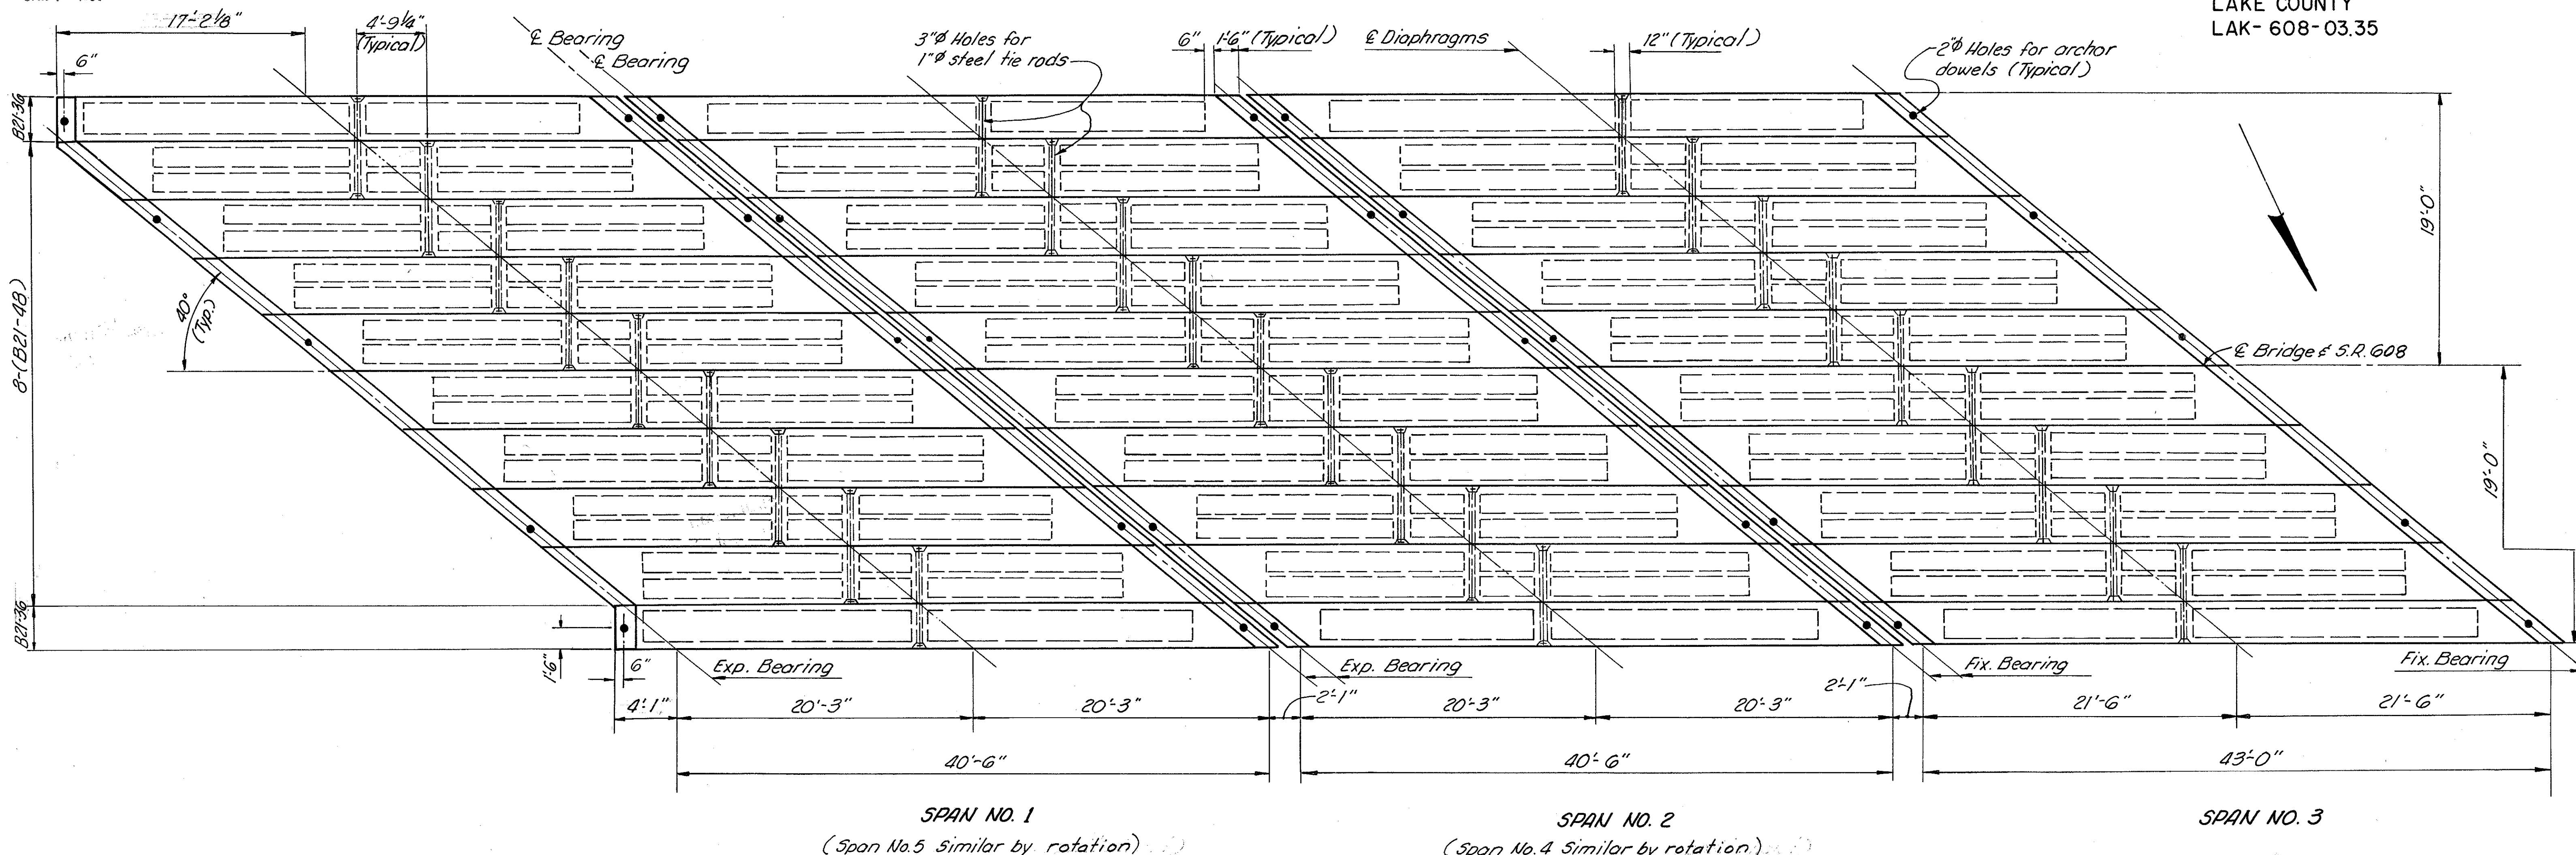 LAKE COUNTY
LAK-608-03.35
17'-2 1/8"
4'-9 1/4"
(Typical)
6"
℄ Bearing
℄ Bearing
3"Φ Holes for
1"Φ steel tie rods
6"
1'-6" (Typical)
℄ Diaphragms
12" (Typical)
2"Φ Holes for archor
dowels (Typical)
B21-36
8-(B21-48)
B21-36
40°
(Typ.)
19'-0"
℄ Bridge & S.R. 608
19'-0"
1'-6"
6"
Exp. Bearing
Exp. Bearing
Fix. Bearing
Fix. Bearing
4'-1"
20'-3"
20'-3"
2'-1"
20'-3"
20'-3"
2'-1"
21'-6"
21'-6"
40'-6"
40'-6"
43'-0"
SPAN NO. 1
(Span No.5 Similar by rotation)
SPAN NO. 2
(Span No.4 Similar by rotation)
SPAN NO. 3